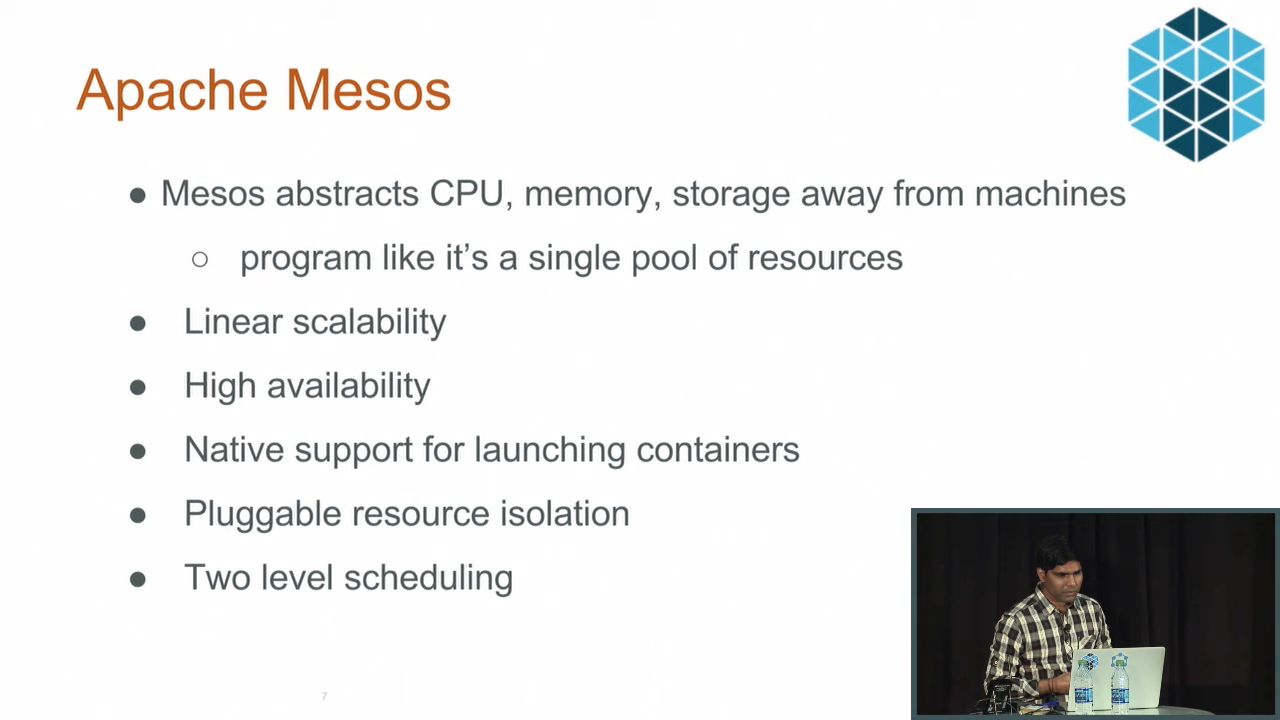 Apache Mesos
● Mesos abstracts CPU, memory, storage away from machines
○ program like it's a single pool of resources
● Linear scalability
● High availability
● Native support for launching containers
● Pluggable resource isolation
● Two level scheduling
7